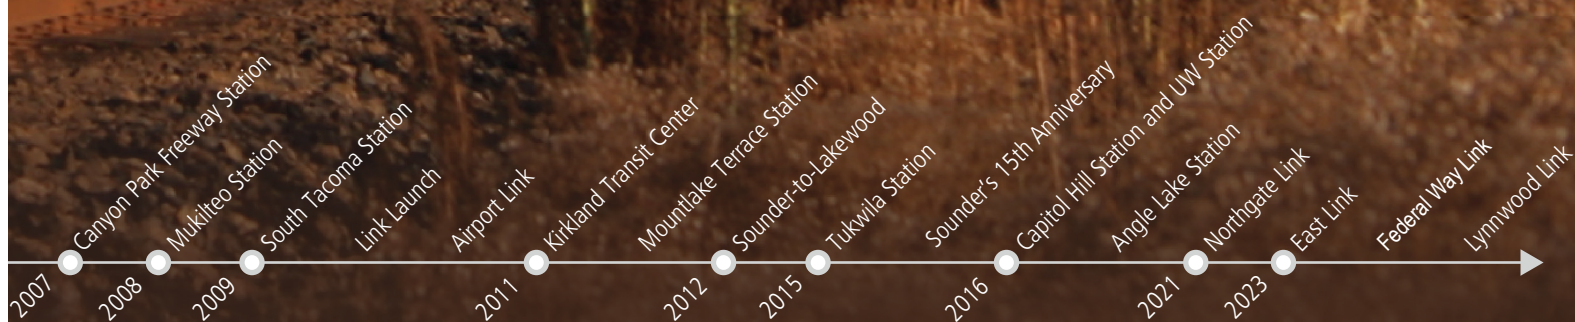 2007
Canyon Park Freeway Station
2008
Mukilteo Station
2009
South Tacoma Station
Link Launch
Airport Link
2011
Kirkland Transit Center
Mountlake Terrace Station
2012
Sounder-to-Lakewood
2015
Tukwila Station
Sounder's 15th Anniversary
2016
Capitol Hill Station and UW Station
Angle Lake Station
2021
Northgate Link
2023
East Link
Federal Way Link
Lynnwood Link